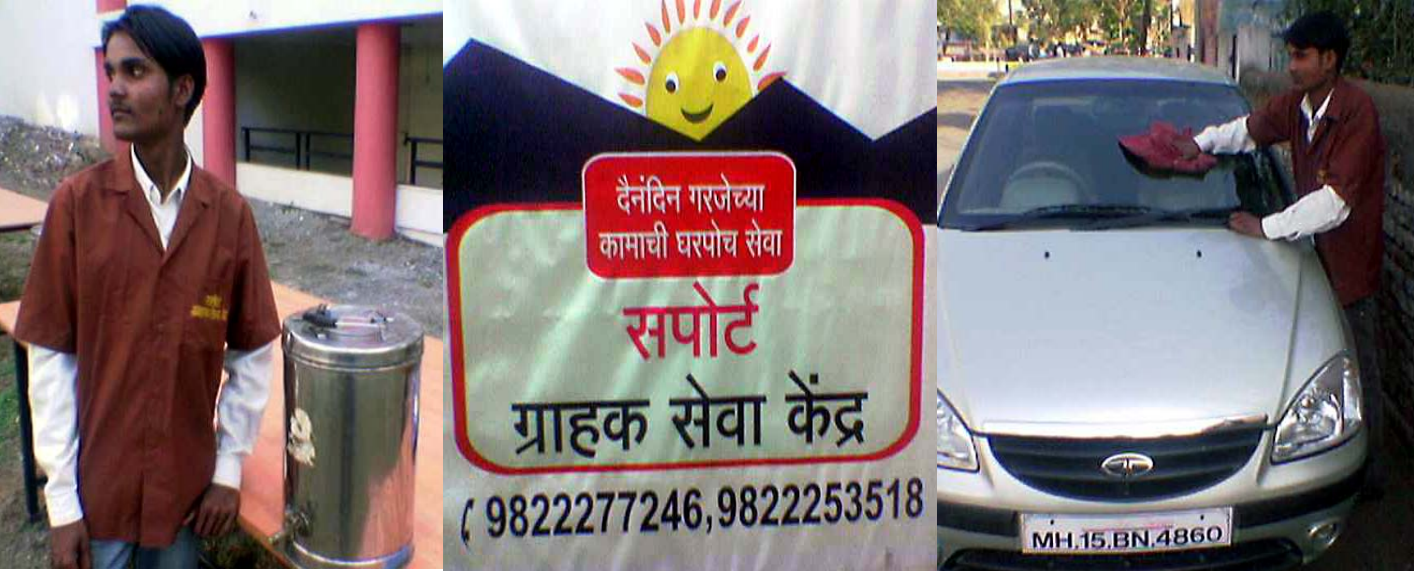 दैनंदिन गरजेच्या
कामाची घरपोच सेवा
सपोर्ट
ग्राहक सेवा केंद्र
9822277246,9822253518
MH.15.BN.4860